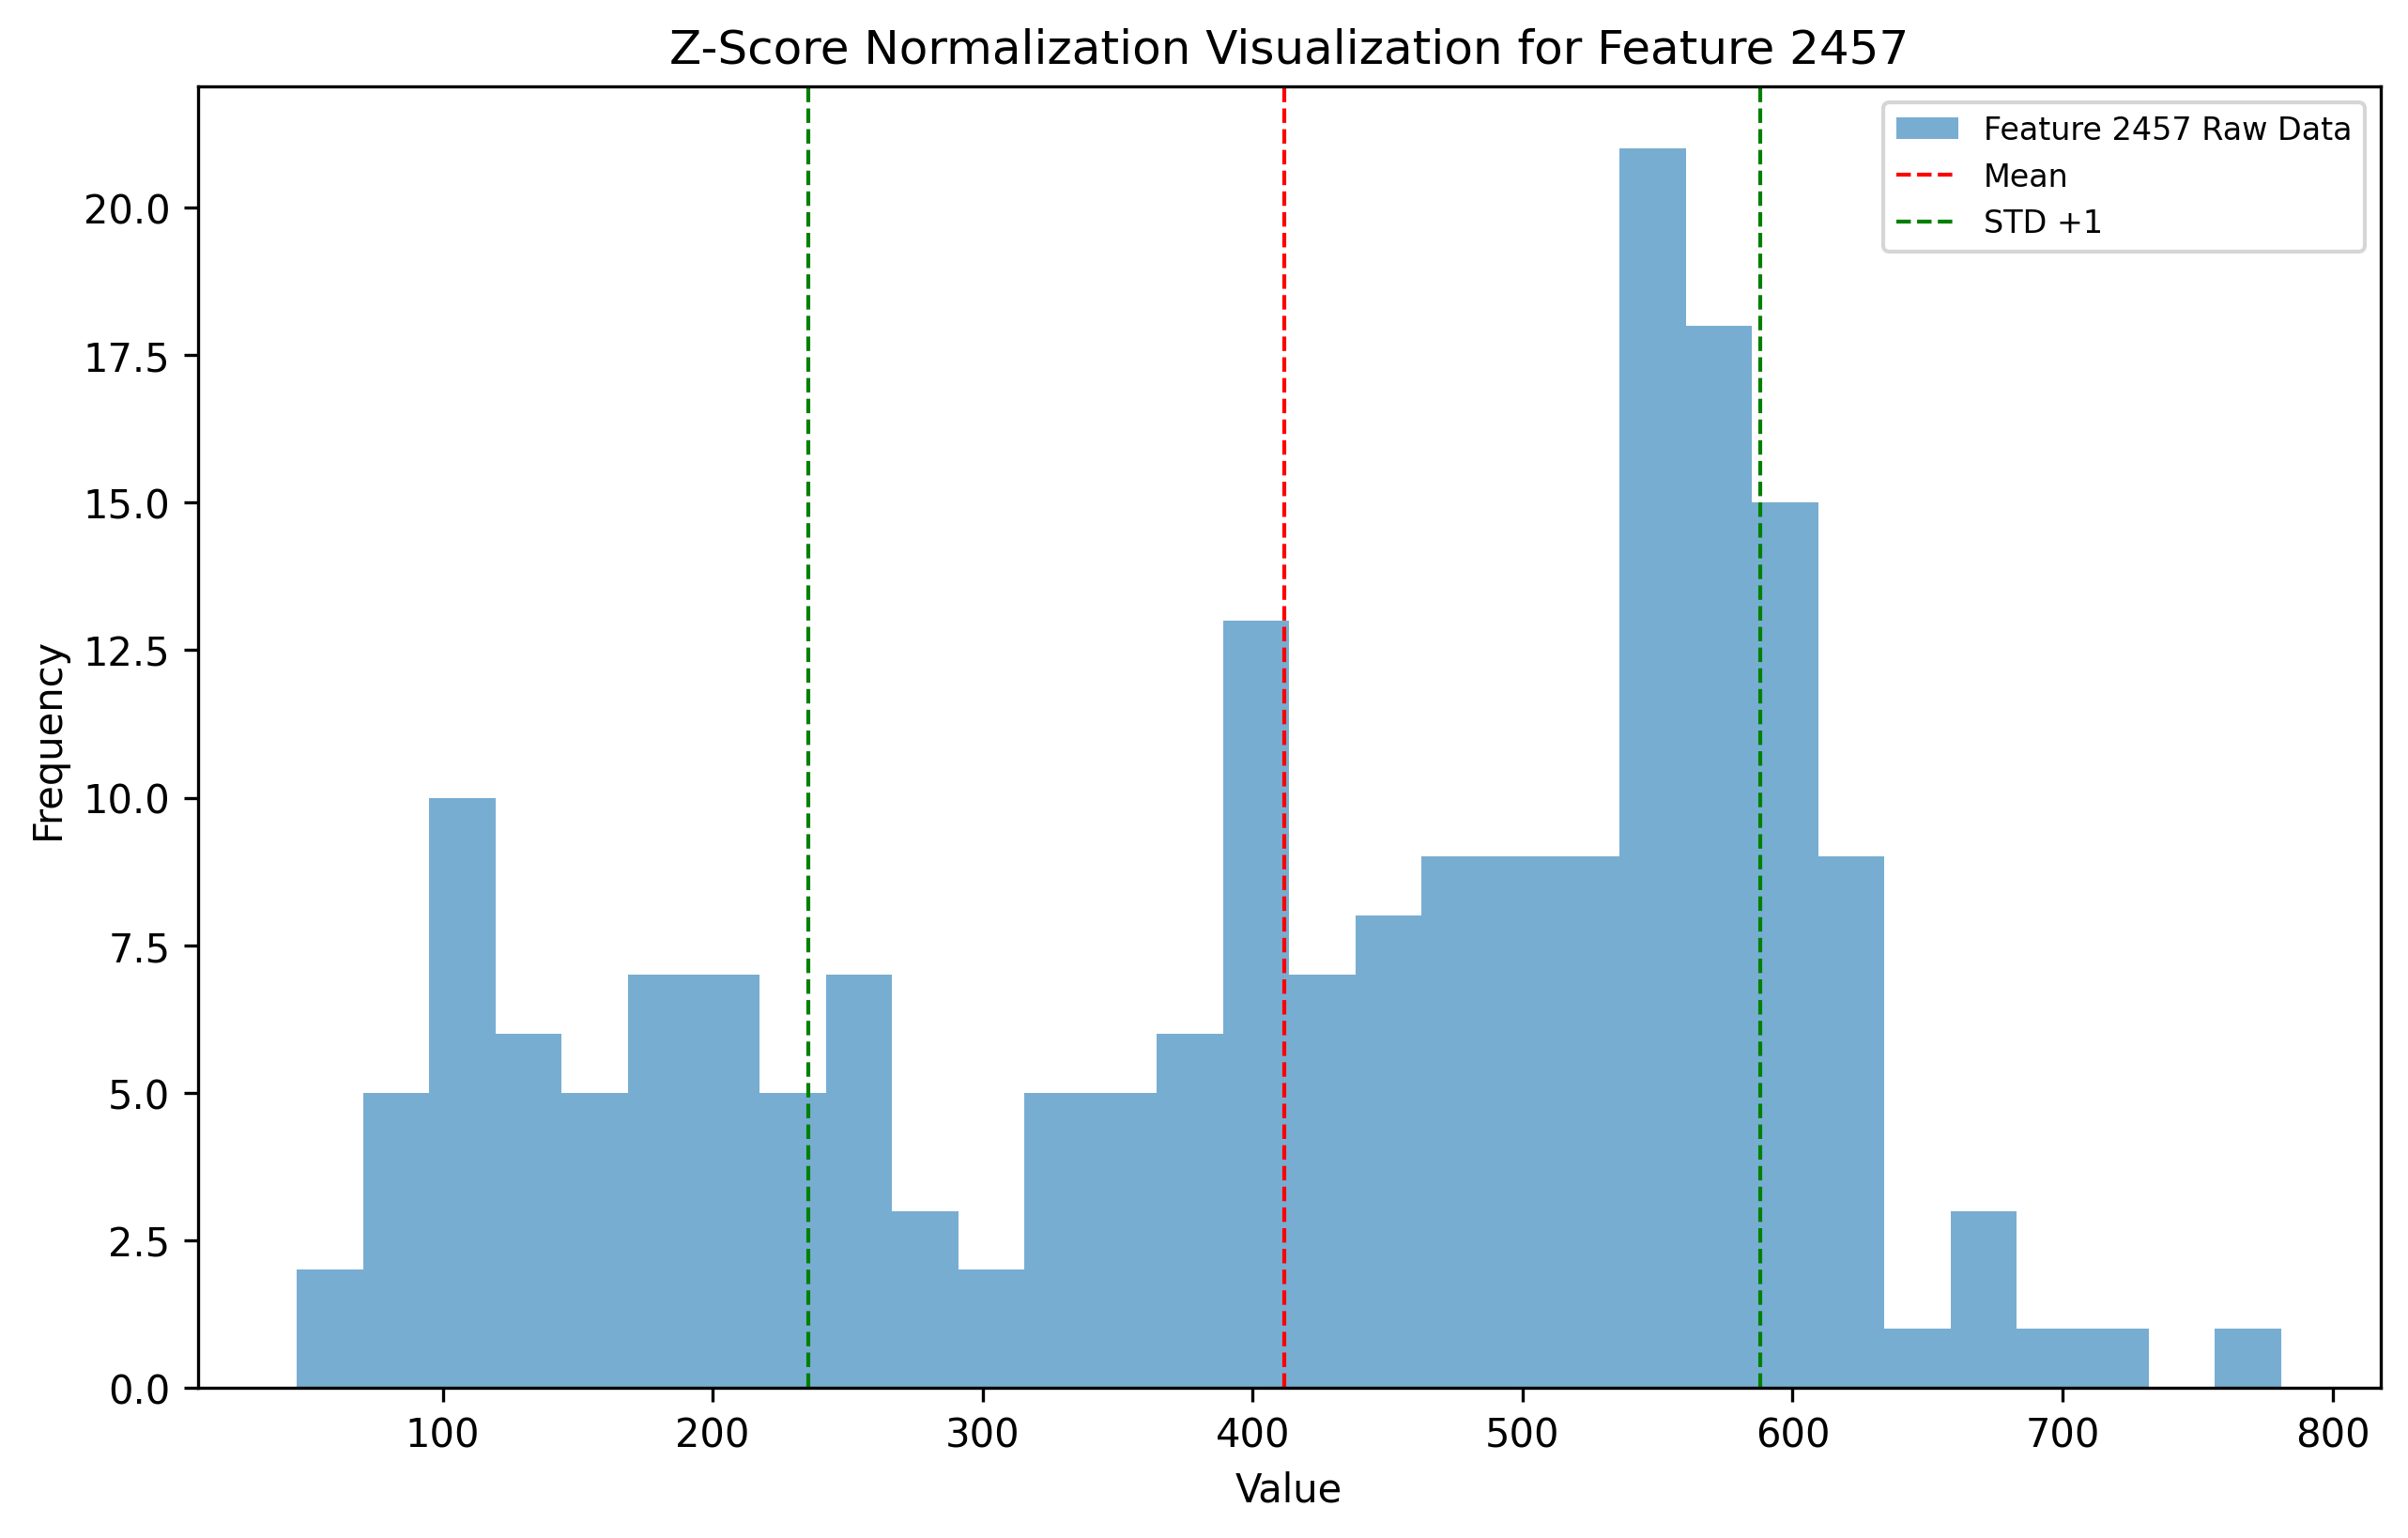 Z-Score Normalization Visualization for Feature 2457
Feature 2457 Raw Data
Mean
STD +1
20.0
17.5
15.0
12.5
10.0
7.5
5.0
2.5
0.0
Frequency
100 200 300 400 500 600 700 800
Value